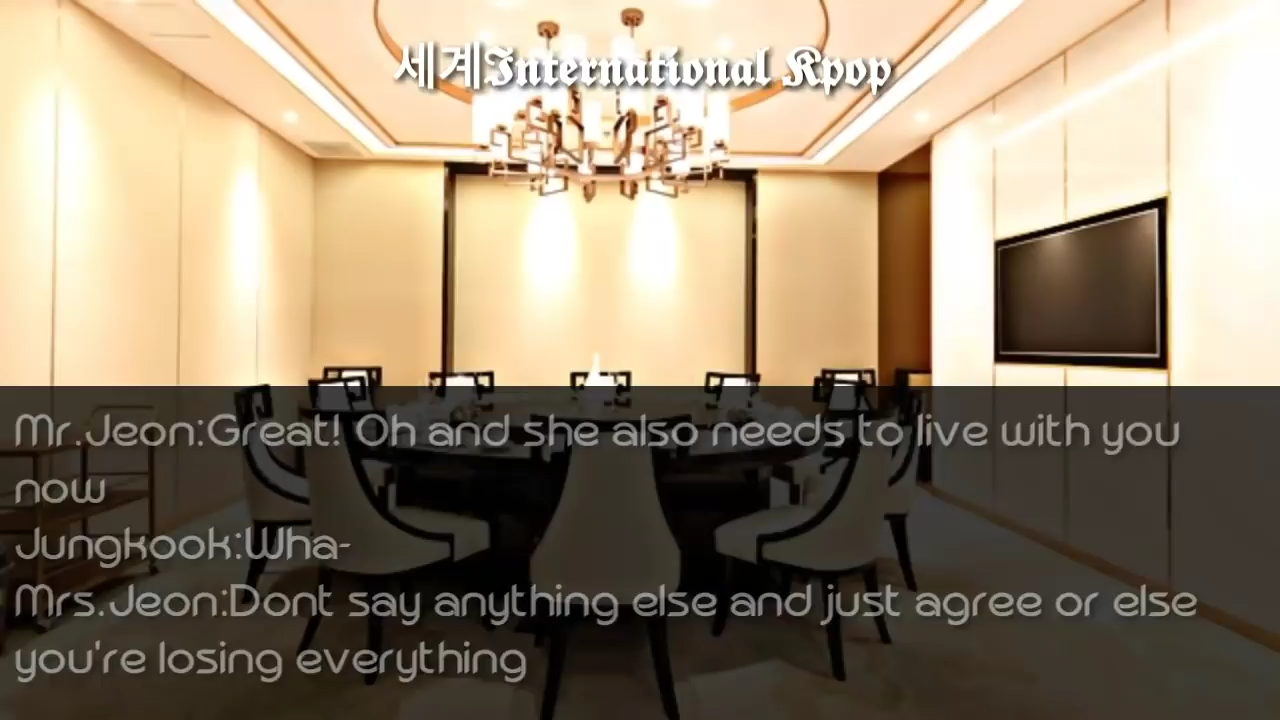 세계International Kpop
Mr.Jeon:Great! Oh and she also needs to live with you
now
Jungkook:Wha-
Mrs.Jeon:Dont say anything else and just agree or else
you're losing everything